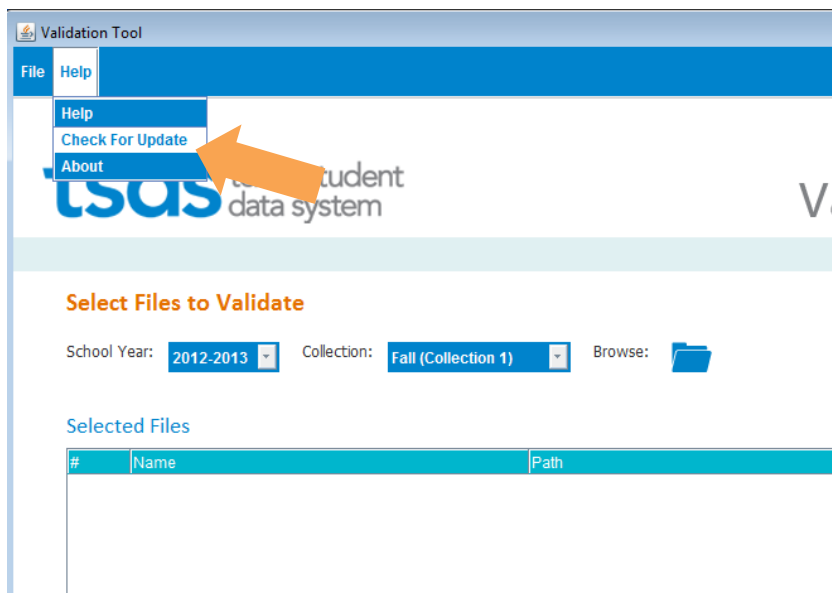 Validation Tool
File Help
Help
Check For Update
About
tsds student
data system
Select Files to Validate
School Year: 2012-2013 Collection: Fall (Collection 1) Browse:
Selected Files
# Name Path